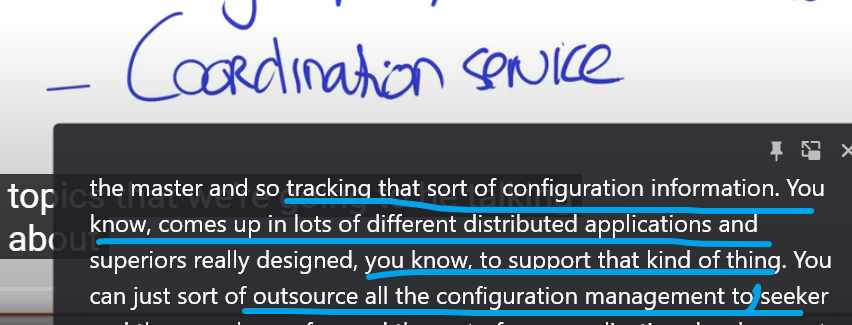 — Coordination service
topics that we're going to be talking
about
the master and so tracking that sort of configuration information. You
know, comes up in lots of different distributed applications and
superiors really designed, you know, to support that kind of thing. You
can just sort of outsource all the configuration management to seeker